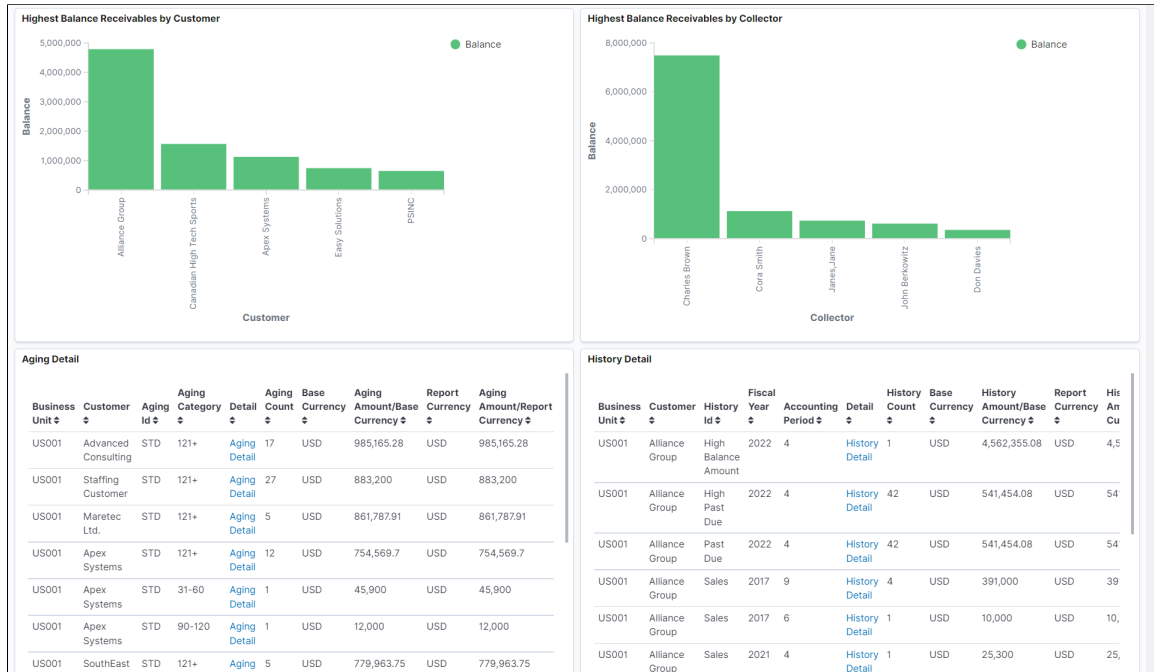 Highest Balance Receivables by Customer
Balance
5,000,000
4,000,000
3,000,000
2,000,000
1,000,000
0
Balance
Alliance Group
Canadian High Tech Sports
Apex Systems
Easy Solutions
PSINC
Customer
Highest Balance Receivables by Collector
Balance
8,000,000
6,000,000
4,000,000
2,000,000
0
Balance
Charles Brown
Cora Smith
Janes,Jane
John Berkowitz
Don Davies
Collector
Aging Detail
Aging Aging Base Aging Report Aging
Business Customer Aging Category Detail Count Currency Amount/Base Currency Amount/Report
Unit Id Currency Currency
US001 Advanced STD 121+ Aging 17 USD 985,165.28 USD 985,165.28
Consulting Detail
US001 Staffing STD 121+ Aging 27 USD 883,200 USD 883,200
Customer Detail
US001 Maretec STD 121+ Aging 5 USD 861,787.91 USD 861,787.91
Ltd. Detail
US001 Apex STD 121+ Aging 12 USD 754,569.7 USD 754,569.7
Systems Detail
US001 Apex STD 31-60 Aging 1 USD 45,900 USD 45,900
Systems Detail
US001 Apex STD 90-120 Aging 1 USD 12,000 USD 12,000
Systems Detail
US001 SouthEast STD 121+ Aging 5 USD 779,963.75 USD 779,963.75
History Detail
Fiscal History Base History Report His
Business Customer History Year Accounting Detail Count Currency Amount/Base Currency Am
Unit Id Period Currency Cu
US001 Alliance High 2022 4 History 1 USD 4,562,355.08 USD 4,5
Group Balance Detail
Amount
US001 Alliance High 2022 4 History 42 USD 541,454.08 USD 54
Group Past Detail
Due
US001 Alliance Past 2022 4 History 42 USD 541,454.08 USD 54
Group Due Detail
US001 Alliance Sales 2017 9 History 4 USD 391,000 USD 39
Group Detail
US001 Alliance Sales 2017 6 History 1 USD 10,000 USD 10,
Group Detail
US001 Alliance Sales 2021 4 History 1 USD 25,300 USD 25,
Group Detail